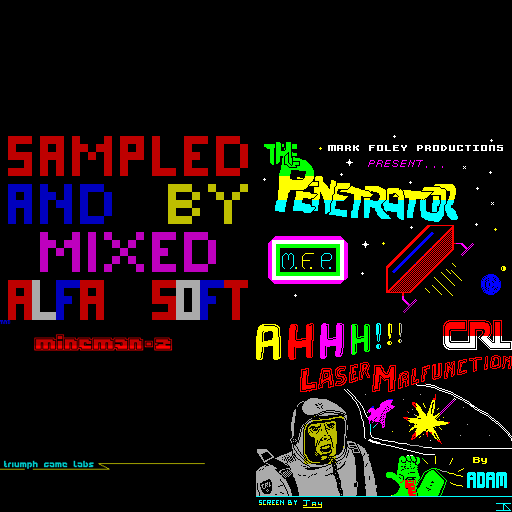 SAMPLED
AND BY
MIXED
ALFA SOFT
mineman-z
triumph game labs
MARK FOLEY PRODUCTIONS
PRESENT...
THE
PENETRATOR
M.F.P.
AHHH!!!
CRL
LASER MALFUNCTION
By
ADAM
SCREEN BY Jay